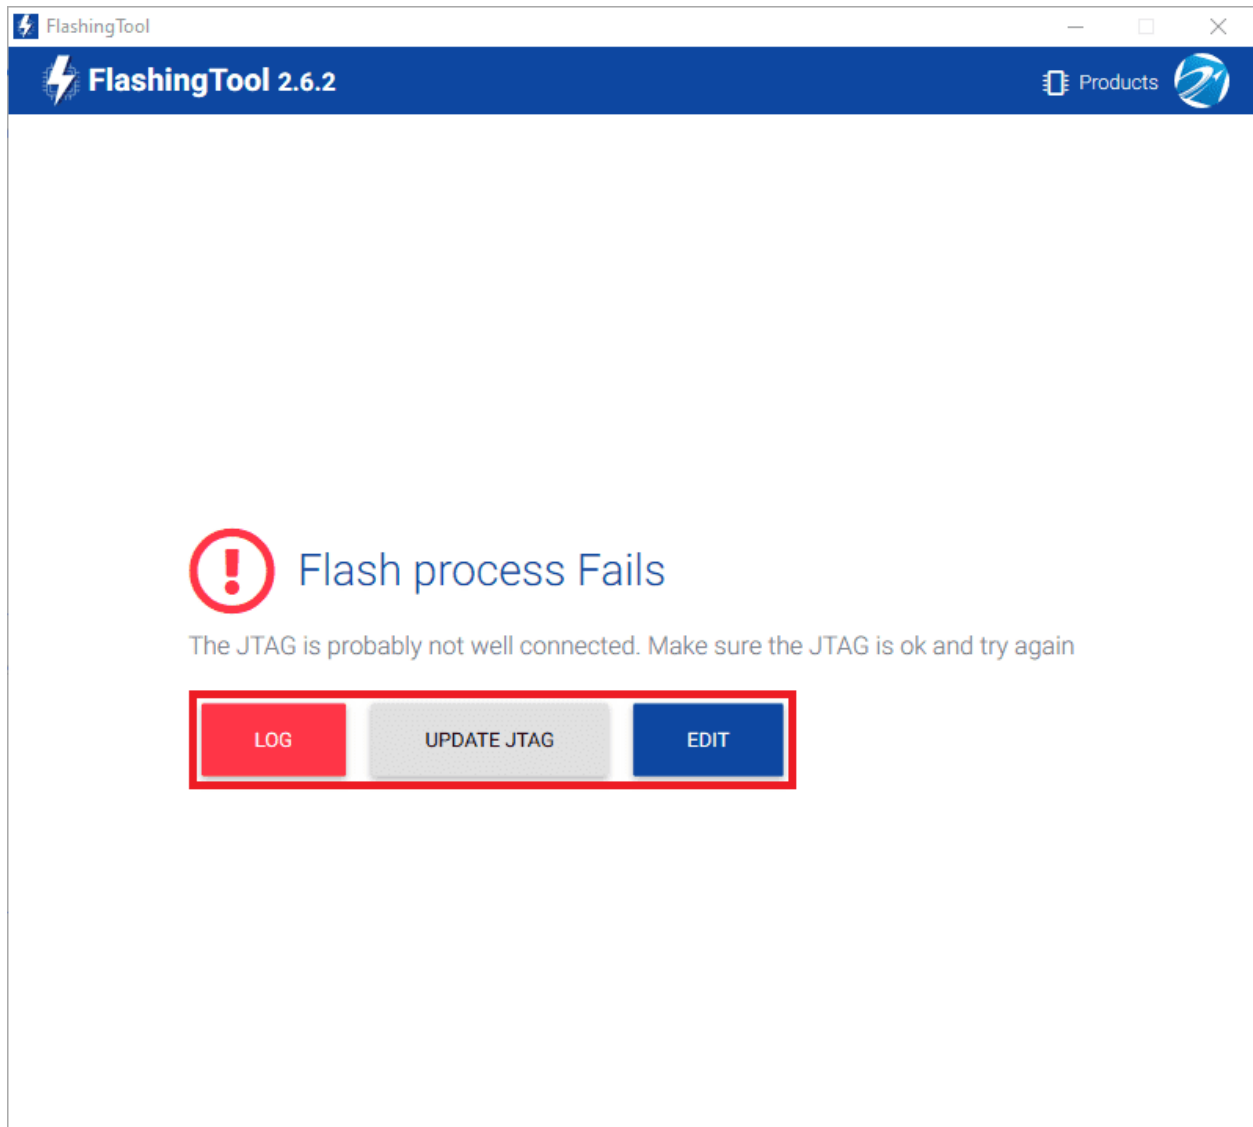 FlashingTool
FlashingTool 2.6.2
Products
Flash process Fails
The JTAG is probably not well connected. Make sure the JTAG is ok and try again
LOG
UPDATE JTAG
EDIT